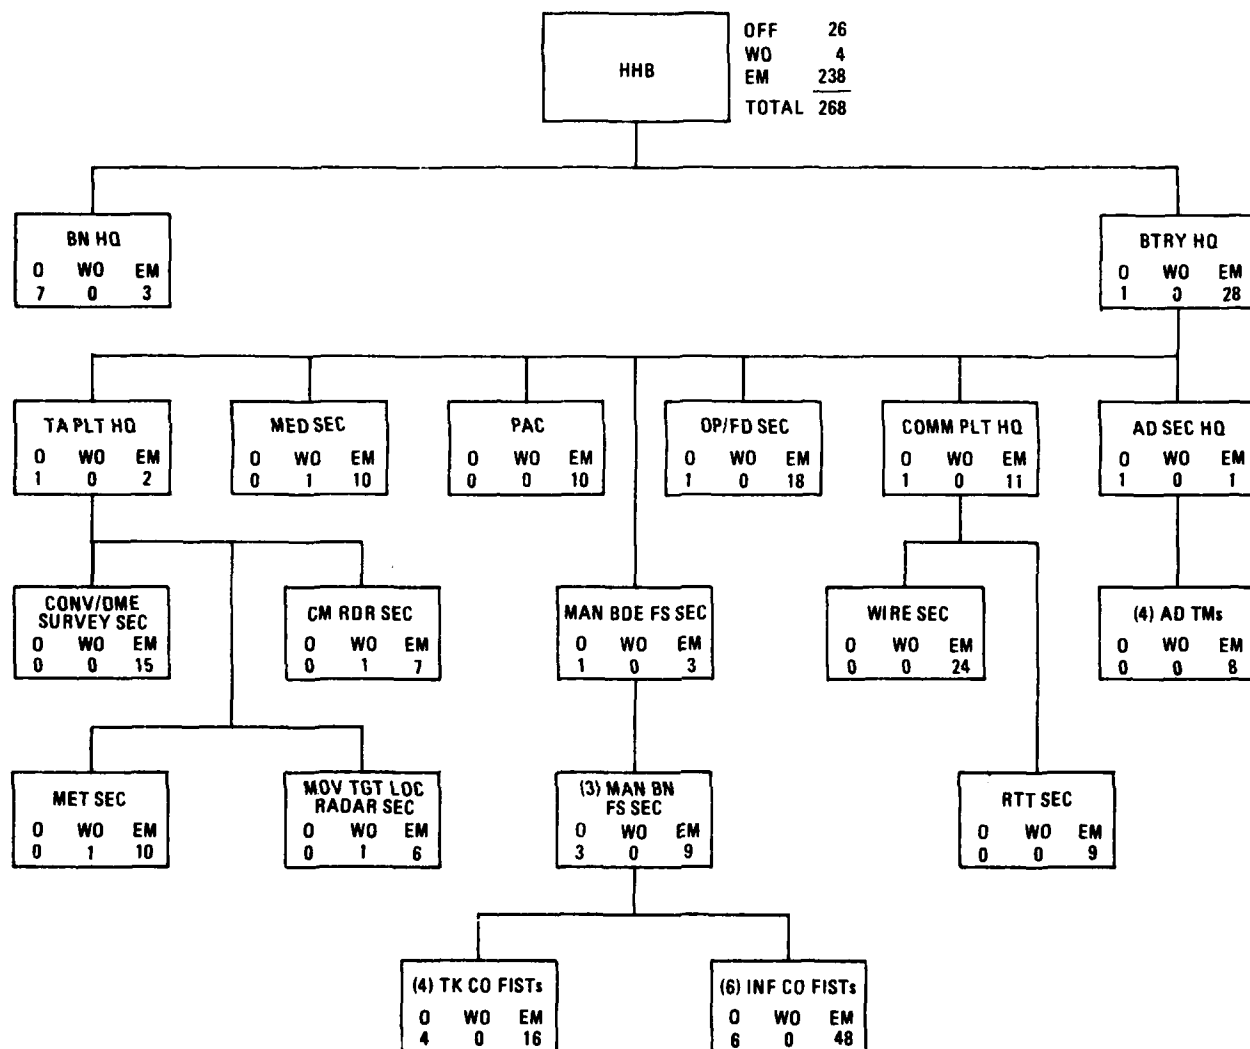 HHB
OFF 26
WO 4
EM 238
TOTAL 268
BN HQ
O WO EM
7 0 3
BTRY HQ
O WO EM
1 0 28
TA PLT HQ
O WO EM
1 0 2
MED SEC
O WO EM
0 1 10
PAC
O WO EM
0 0 10
OP/FD SEC
O WO EM
1 0 18
COMM PLT HQ
O WO EM
1 0 11
AD SEC HQ
O WO EM
1 0 1
CONV/DME
SURVEY SEC
O WO EM
0 0 15
CM RDR SEC
O WO EM
0 1 7
MAN BDE FS SEC
O WO EM
1 0 3
WIRE SEC
O WO EM
0 0 24
(4) AD TMs
O WO EM
0 0 8
MET SEC
O WO EM
0 1 10
MOV TGT LOC
RADAR SEC
O WO EM
0 1 6
(3) MAN BN
FS SEC
O WO EM
3 0 9
RTT SEC
O WO EM
0 0 9
(4) TK CO FISTs
O WO EM
4 0 16
(6) INF CO FISTs
O WO EM
6 0 48